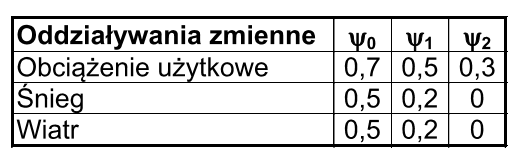 Oddziaływania zmienne ψ0 ψ1 ψ2
Obciążenie użytkowe 0,7 0,5 0,3
Śnieg 0,5 0,2 0
Wiatr 0,5 0,2 0